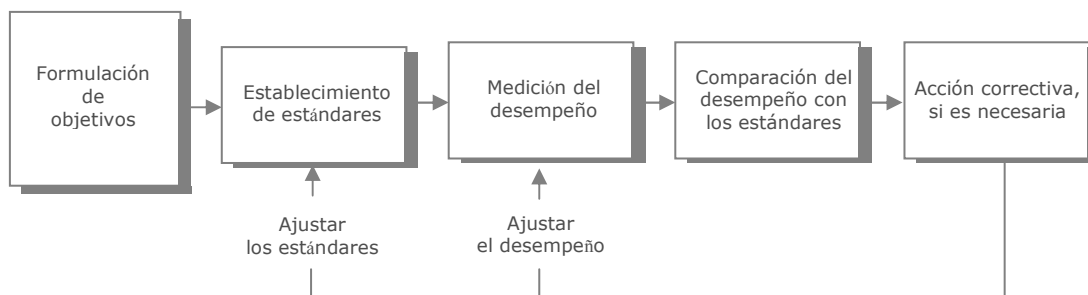 Formulación
de
objetivos
Establecimiento
de estándares
Medición del
desempeño
Comparación del
desempeño con
los estándares
Acción correctiva,
si es necesaria
Ajustar
los estándares
Ajustar
el desempeño